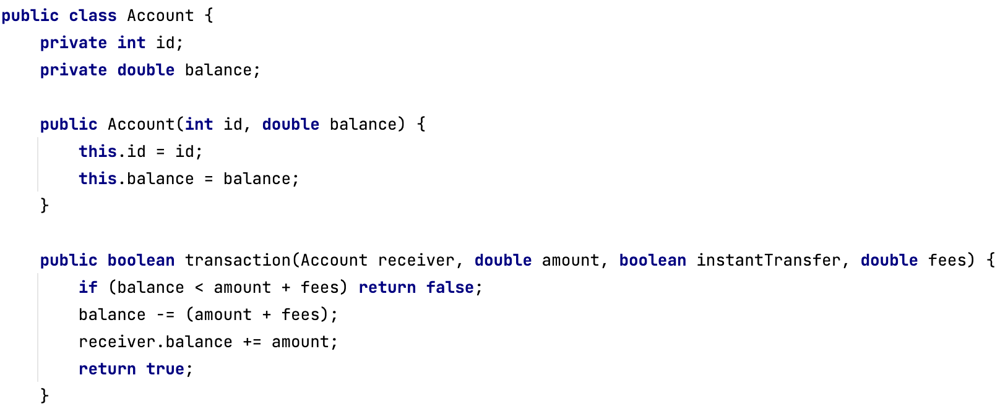 public class Account {
    private int id;
    private double balance;

    public Account(int id, double balance) {
        this.id = id;
        this.balance = balance;
    }

    public boolean transaction(Account receiver, double amount, boolean instantTransfer, double fees) {
        if (balance < amount + fees) return false;
        balance -= (amount + fees);
        receiver.balance += amount;
        return true;
    }